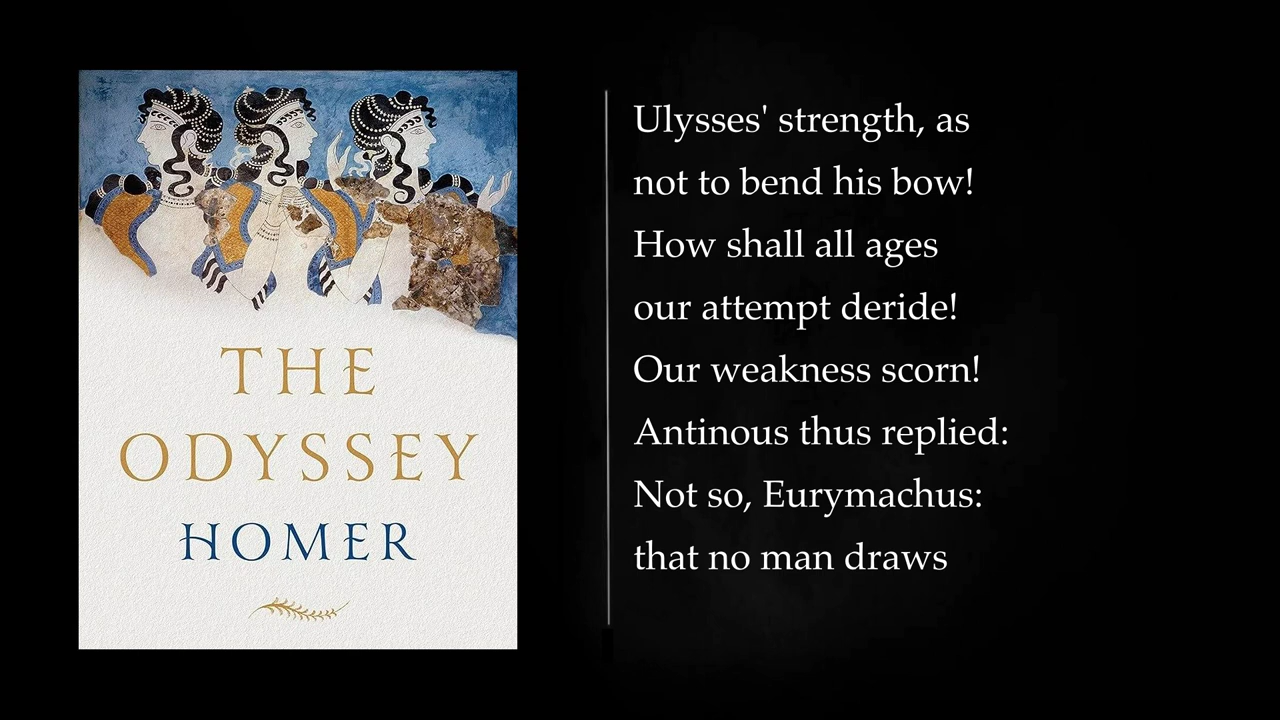 THE
ODYSSEY
HOMER
Ulysses' strength, as
not to bend his bow!
How shall all ages
our attempt deride!
Our weakness scorn!
Antinous thus replied:
Not so, Eurymachus:
that no man draws